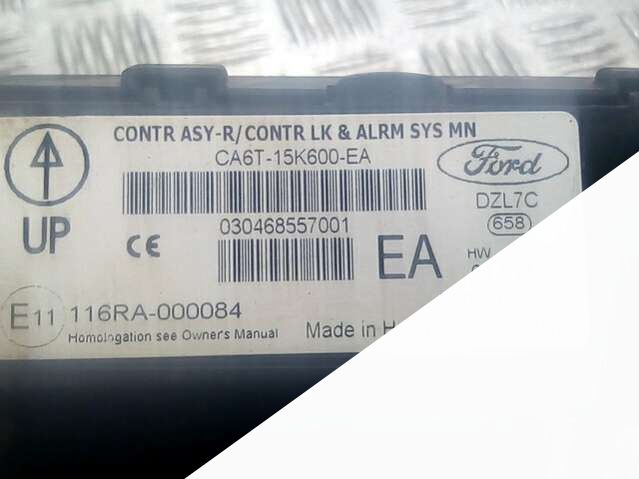 CONTR ASY-R/CONTR LK & ALRM SYS MN
CA6T-15K600-EA
Ford
DZL7C
658
UP
CE
030468557001
EA
HW
E11 116RA-000084
Homologation see Owner's Manual
Made in